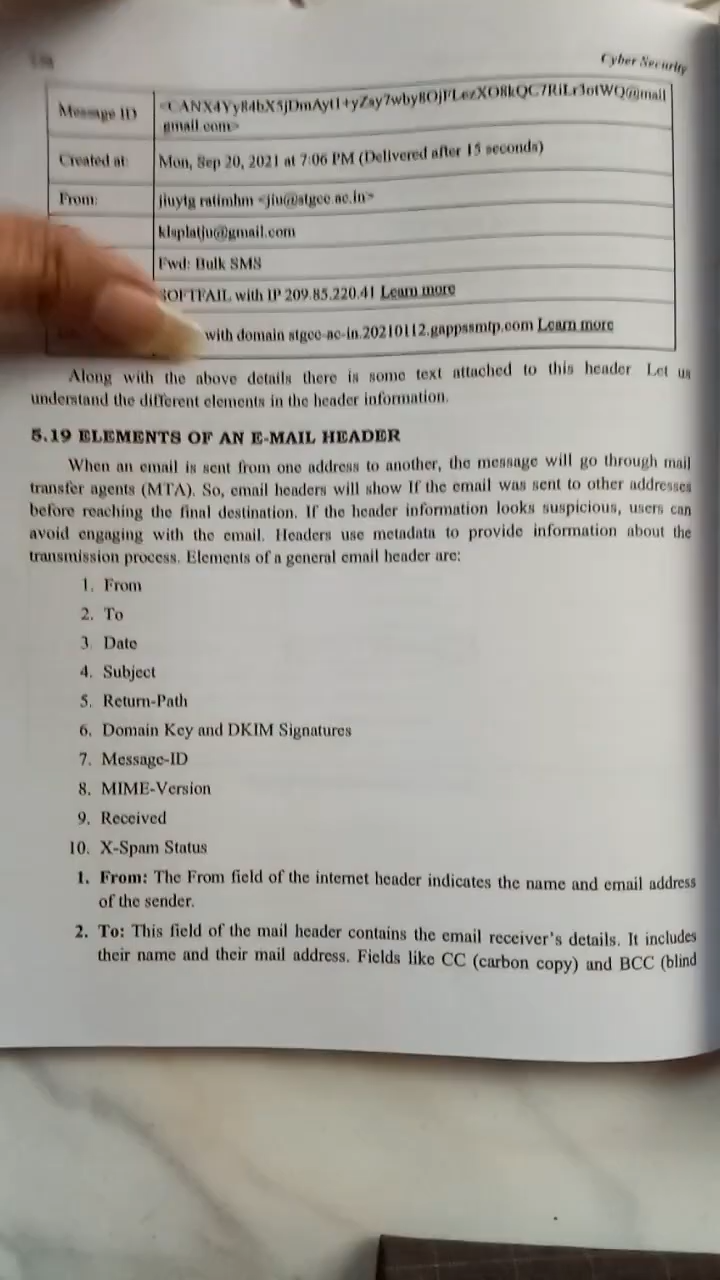 Cyber Security
Message ID
gmail.com>
Created at: Mon, Sep 20, 2021 at 7:06 PM (Delivered after 15 seconds)
From: jiuytg ratimhm <jiu@stgcc.ac.in>
klsplatju@gmail.com
Fwd: Bulk SMS
SOFTFAIL with IP 209.85.220.41 Learn more
with domain stgcc-ac-in.20210112.gappssmtp.com Learn more
Along with the above details there is some text attached to this header Let us
understand the different elements in the header information.
5.19 ELEMENTS OF AN E-MAIL HEADER
When an email is sent from one address to another, the message will go through mail
transfer agents (MTA). So, email headers will show If the email was sent to other addresses
before reaching the final destination. If the header information looks suspicious, users can
avoid engaging with the email. Headers use metadata to provide information about the
transmission process. Elements of a general email header are:
1. From
2. To
3. Date
4. Subject
5. Return-Path
6. Domain Key and DKIM Signatures
7. Message-ID
8. MIME-Version
9. Received
10. X-Spam Status
1. From: The From field of the internet header indicates the name and email address
of the sender.
2. To: This field of the mail header contains the email receiver's details. It includes
their name and their mail address. Fields like CC (carbon copy) and BCC (blind